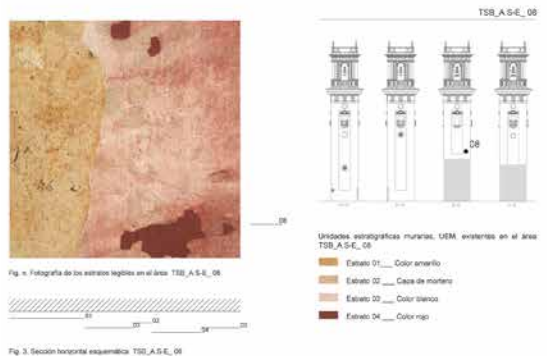 TSB_A.S-E_ 08
08
08
Fig. n. Fotografía de los estratos legibles en el área TSB_A.S-E_ 08
Unidades estratigráficas murarias, UEM, existentes en el área
TSB_A.S-E_ 08
Estrato 01___ Color amarillo
Estrato 02 ___ Capa de mortero
Estrato 03 ___ Color blanco
Estrato 04 ___ Color rojo
01
02
03
03
04
Fig. 3. Sección horizontal esquemática TSB_A.S-E_ 08